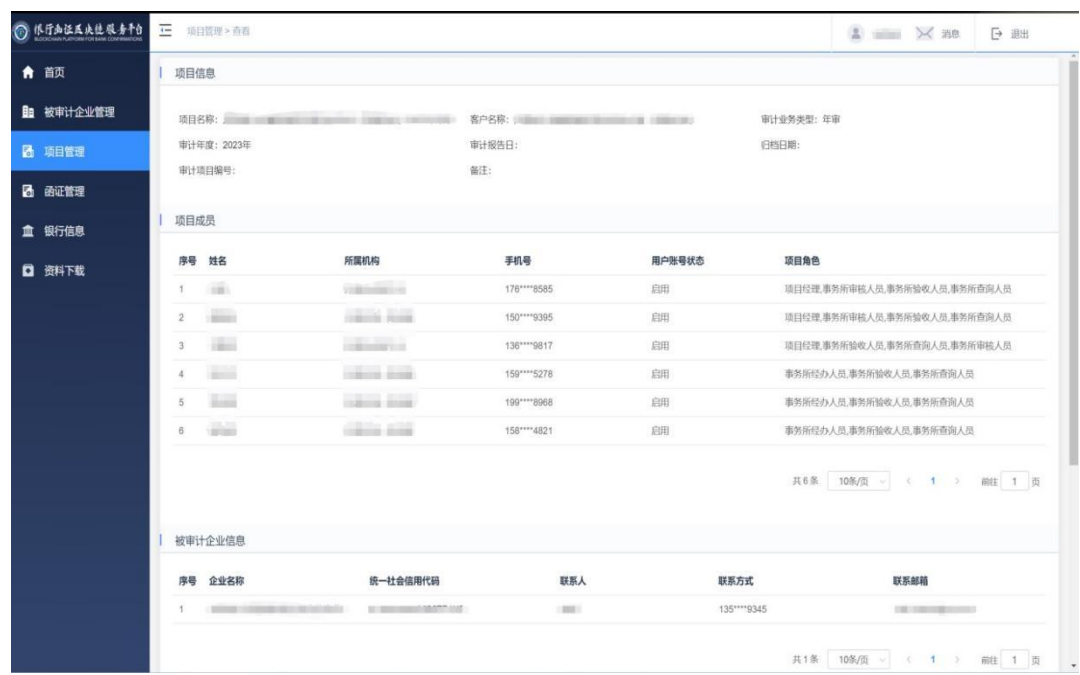 银行函证区块链服务平台
BLOCKCHAIN PLATFORM FOR BANK CONFIRMATIONS
项目管理 > 查看
消息
退出
首页
被审计企业管理
项目管理
函证管理
银行信息
资料下载
项目信息
项目名称:
客户名称:
审计业务类型: 年审
审计年度: 2023年
审计报告日:
归档日期:
审计项目编号:
备注:
项目成员
序号 姓名 所属机构 手机号 用户账号状态 项目角色
1 176****8585 启用 项目经理,事务所审核人员,事务所验收人员,事务所查询人员
2 150****9395 启用 项目经理,事务所审核人员,事务所验收人员,事务所查询人员
3 136****9817 启用 项目经理,事务所验收人员,事务所查询人员,事务所审核人员
4 159****5278 启用 事务所经办人员,事务所验收人员,事务所查询人员
5 199****8968 启用 事务所经办人员,事务所验收人员,事务所查询人员
6 158****4821 启用 事务所经办人员,事务所验收人员,事务所查询人员
共 6 条 10条/页 < 1 > 前往 1 页
被审计企业信息
序号 企业名称 统一社会信用代码 联系人 联系方式 联系邮箱
1 135****9345
共 1 条 10条/页 < 1 > 前往 1 页